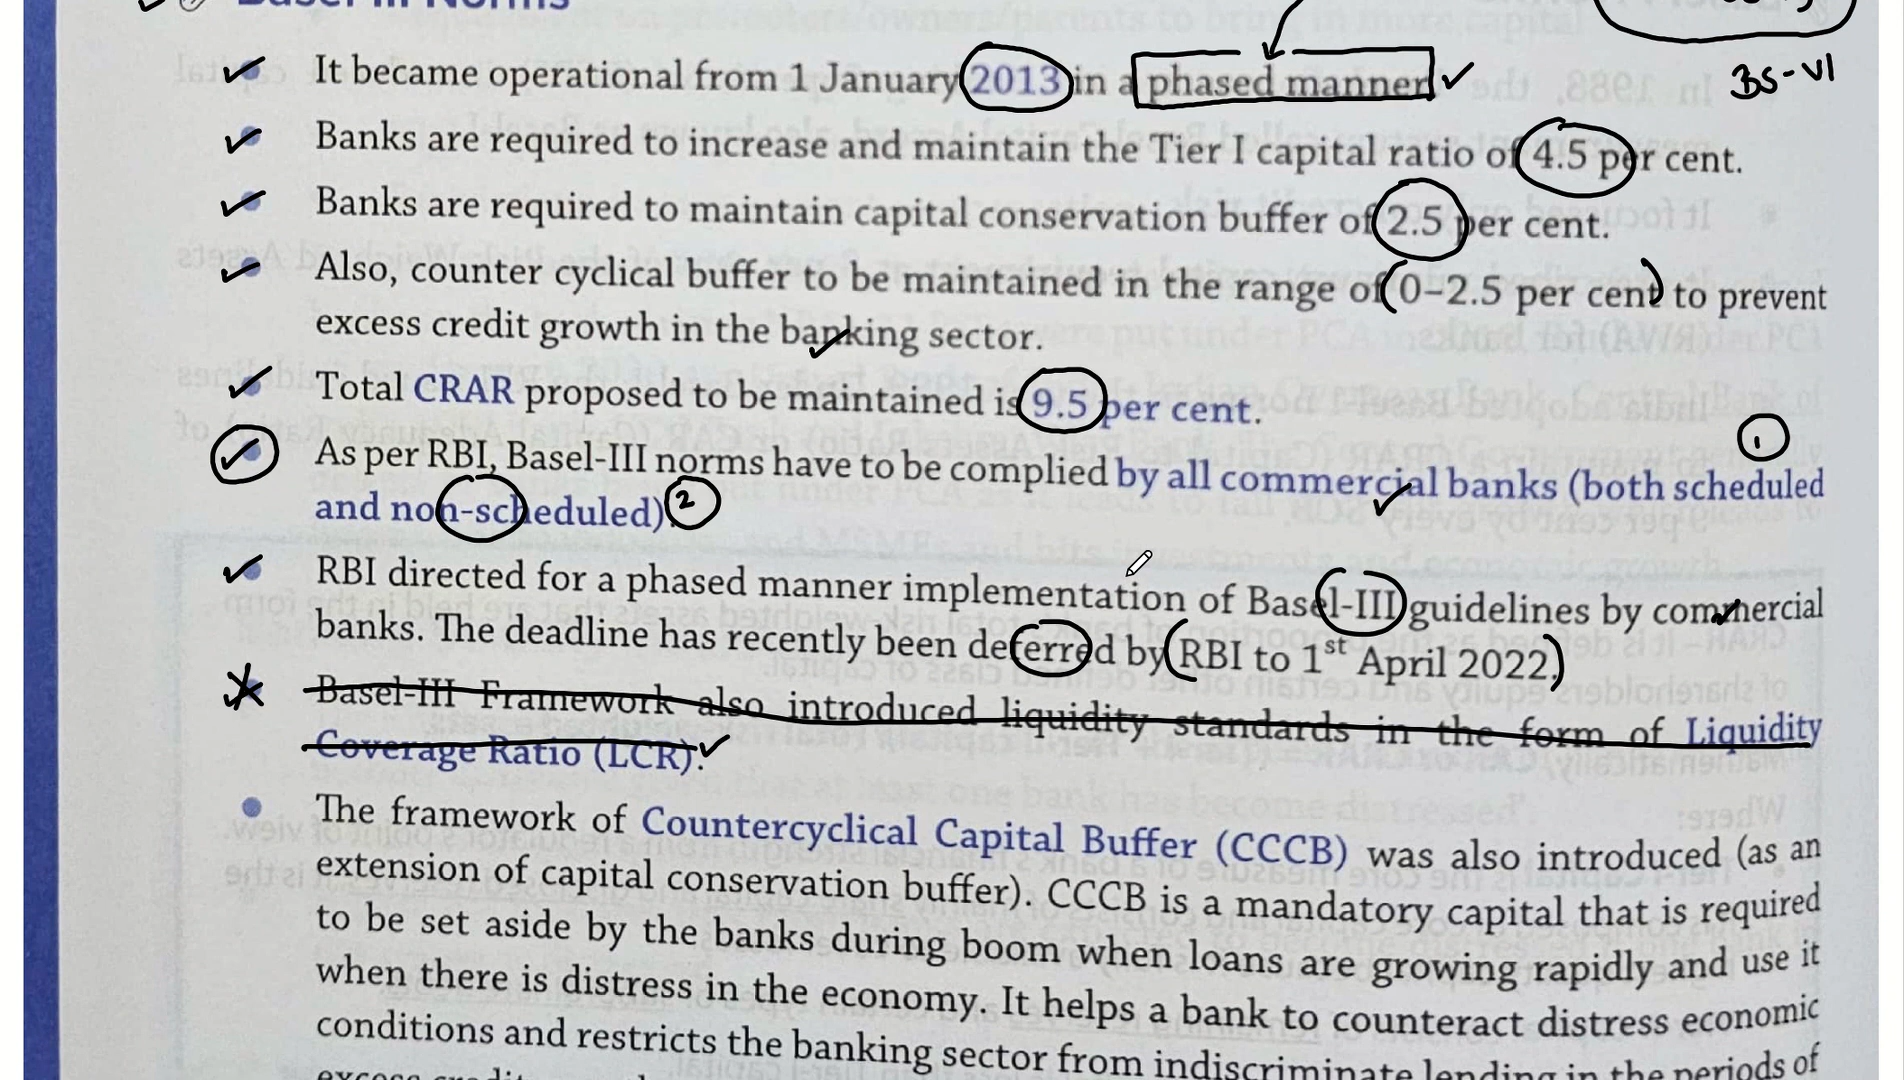 Basel-III Norms
BS-VI
It became operational from 1 January 2013 in a phased manner
Banks are required to increase and maintain the Tier I capital ratio of 4.5 per cent.
Banks are required to maintain capital conservation buffer of 2.5 per cent.
Also, counter cyclical buffer to be maintained in the range of 0–2.5 per cent to prevent
excess credit growth in the banking sector.
Total CRAR proposed to be maintained is 9.5 per cent.
1
As per RBI, Basel-III norms have to be complied by all commercial banks (both scheduled
and non-scheduled). 2
RBI directed for a phased manner implementation of Basel-III guidelines by commercial
banks. The deadline has recently been deferred by RBI to 1st April 2022.
Basel-III Framework also introduced liquidity standards in the form of Liquidity
Coverage Ratio (LCR).
The framework of Countercyclical Capital Buffer (CCCB) was also introduced (as an
extension of capital conservation buffer). CCCB is a mandatory capital that is required
to be set aside by the banks during boom when loans are growing rapidly and use it
when there is distress in the economy. It helps a bank to counteract distress economic
conditions and restricts the banking sector from indiscriminate lending in the periods of